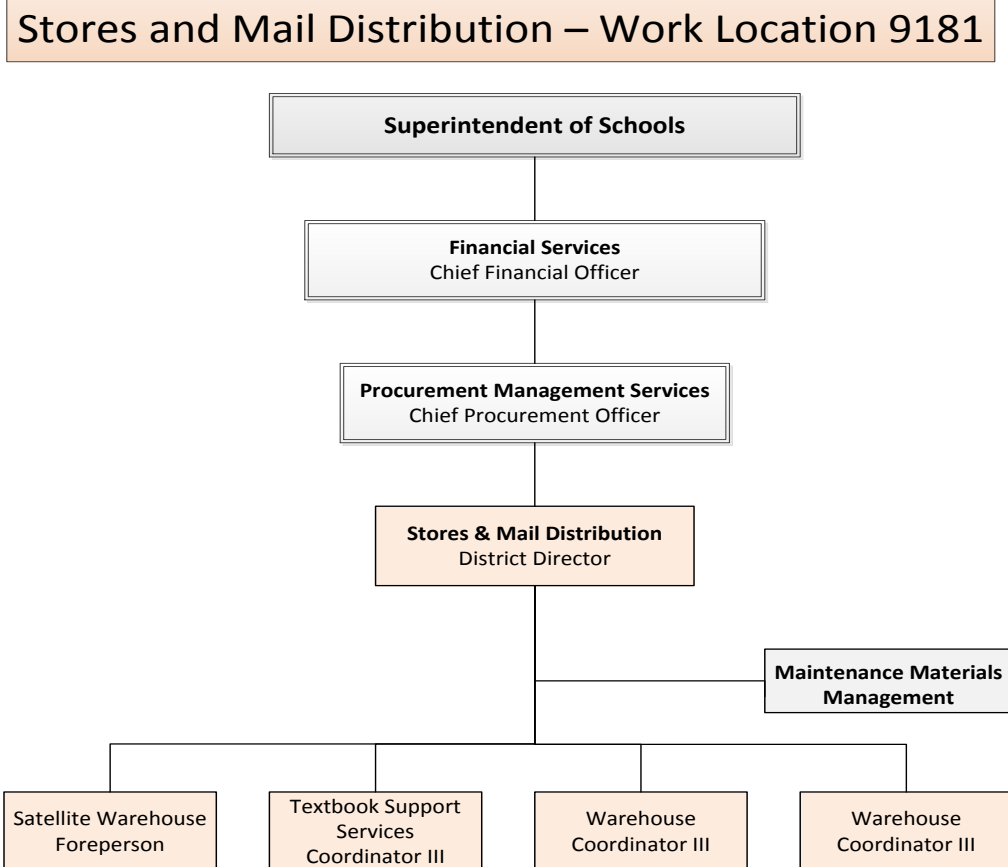 Stores and Mail Distribution – Work Location 9181
Superintendent of Schools
Financial Services
Chief Financial Officer
Procurement Management Services
Chief Procurement Officer
Stores & Mail Distribution
District Director
Maintenance Materials
Management
Satellite Warehouse
Foreperson
Textbook Support
Services
Coordinator III
Warehouse
Coordinator III
Warehouse
Coordinator III